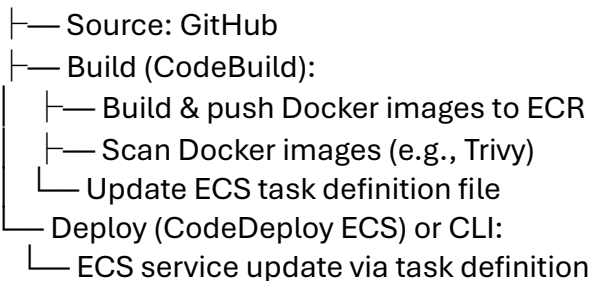 ├── Source: GitHub
├── Build (CodeBuild):
│   ├── Build & push Docker images to ECR
│   ├── Scan Docker images (e.g., Trivy)
│   └── Update ECS task definition file
└── Deploy (CodeDeploy ECS) or CLI:
    └── ECS service update via task definition